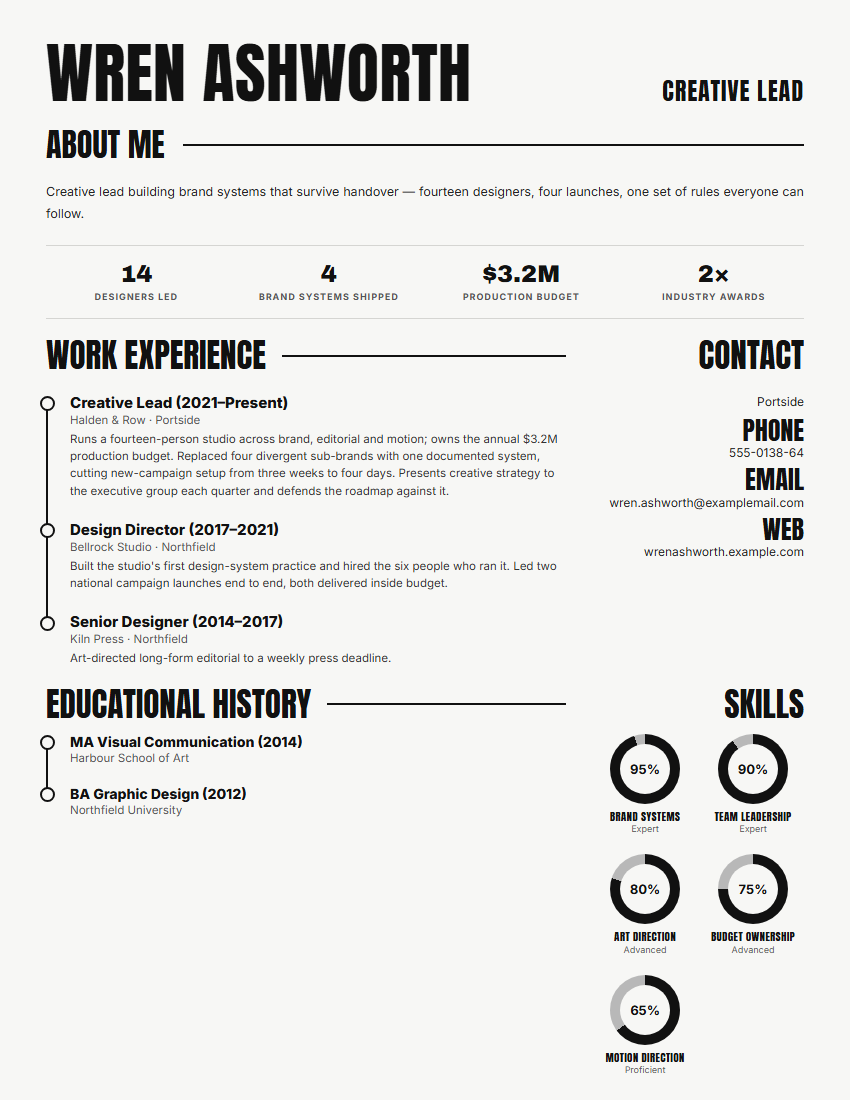 WREN ASHWORTH
CREATIVE LEAD
ABOUT ME
Creative lead building brand systems that survive handover — fourteen designers, four launches, one set of rules everyone can
follow.
14
DESIGNERS LED
4
BRAND SYSTEMS SHIPPED
$3.2M
PRODUCTION BUDGET
2×
INDUSTRY AWARDS
WORK EXPERIENCE
Creative Lead (2021–Present)
Halden & Row · Portside
Runs a fourteen-person studio across brand, editorial and motion; owns the annual $3.2M
production budget. Replaced four divergent sub-brands with one documented system,
cutting new-campaign setup from three weeks to four days. Presents creative strategy to
the executive group each quarter and defends the roadmap against it.
Design Director (2017–2021)
Bellrock Studio · Northfield
Built the studio's first design-system practice and hired the six people who ran it. Led two
national campaign launches end to end, both delivered inside budget.
Senior Designer (2014–2017)
Kiln Press · Northfield
Art-directed long-form editorial to a weekly press deadline.
CONTACT
Portside
PHONE
555-0138-64
EMAIL
wren.ashworth@examplemail.com
WEB
wrenashworth.example.com
EDUCATIONAL HISTORY
MA Visual Communication (2014)
Harbour School of Art
BA Graphic Design (2012)
Northfield University
SKILLS
95%
BRAND SYSTEMS
Expert
90%
TEAM LEADERSHIP
Expert
80%
ART DIRECTION
Advanced
75%
BUDGET OWNERSHIP
Advanced
65%
MOTION DIRECTION
Proficient